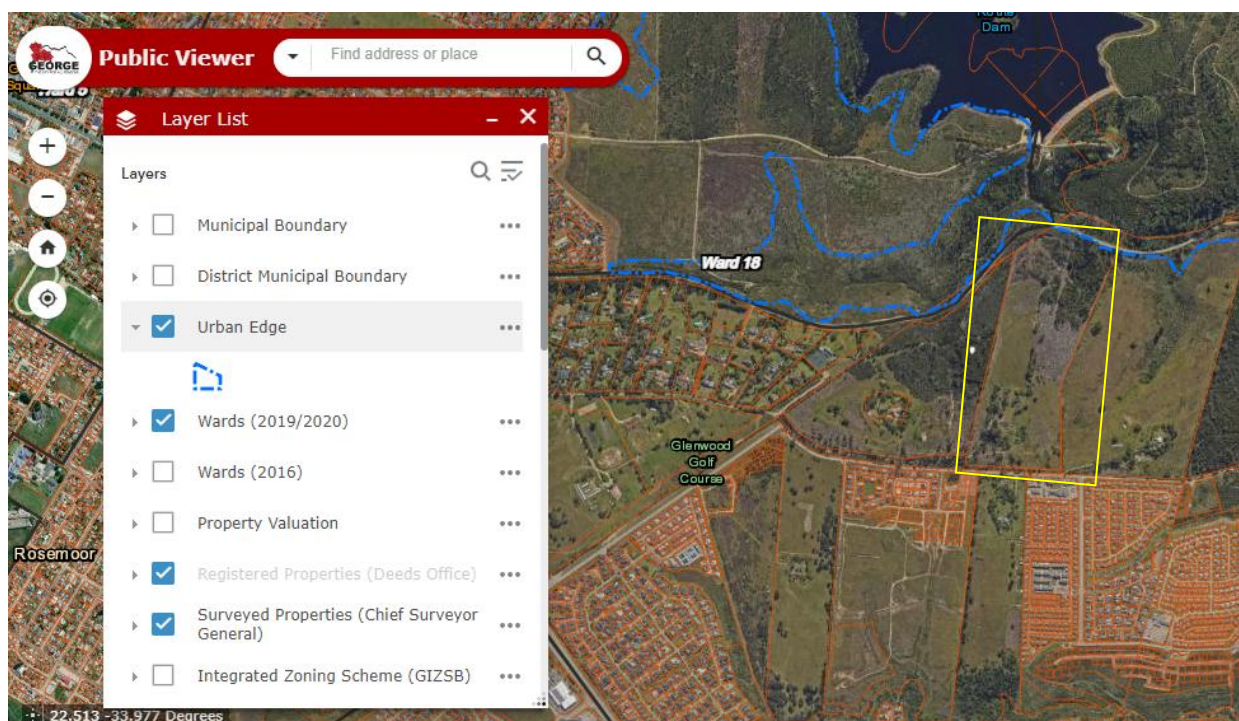 GEORGE
Public Viewer
Find address or place
Dam
Layer List
Layers
Municipal Boundary
District Municipal Boundary
Urban Edge
Wards (2019/2020)
Wards (2016)
Property Valuation
Registered Properties (Deeds Office)
Surveyed Properties (Chief Surveyor
General)
Integrated Zoning Scheme (GIZSB)
Ward 18
Glenwood
Golf
Course
Rosemoor
22.513 -33.977 Degrees